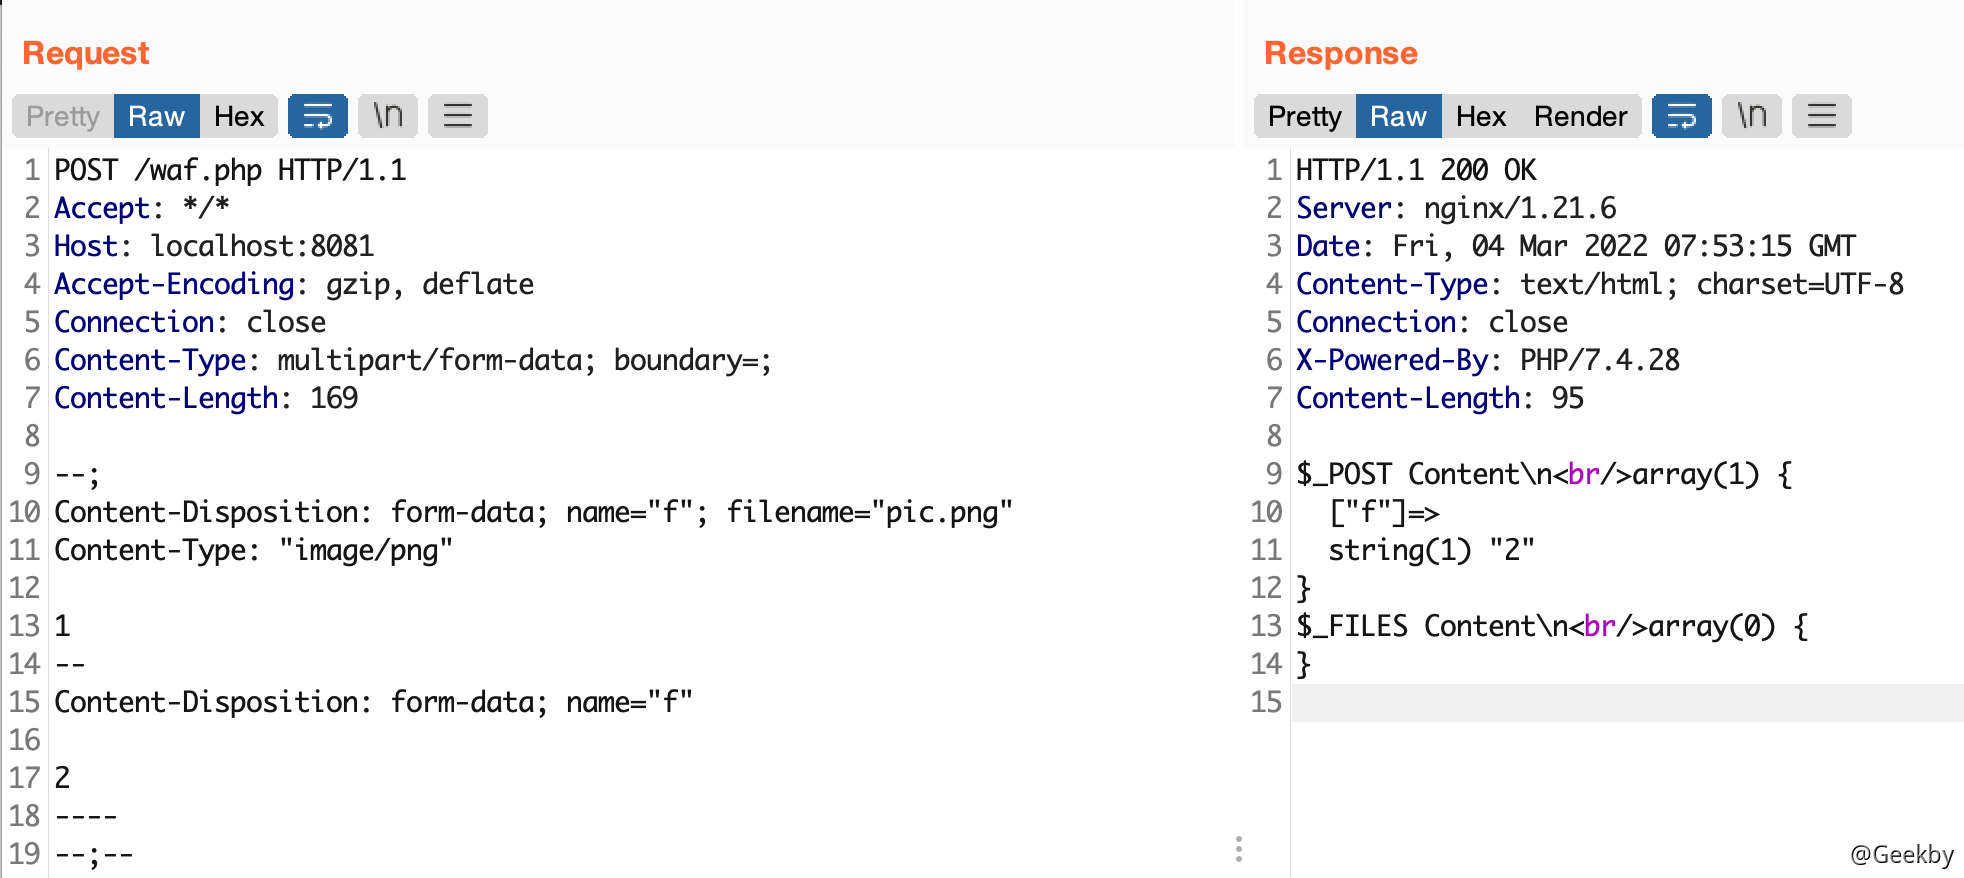 Request
Pretty Raw Hex \n
1 POST /waf.php HTTP/1.1
2 Accept: */*
3 Host: localhost:8081
4 Accept-Encoding: gzip, deflate
5 Connection: close
6 Content-Type: multipart/form-data; boundary=;
7 Content-Length: 169
8
9 --;
10 Content-Disposition: form-data; name="f"; filename="pic.png"
11 Content-Type: "image/png"
12
13 1
14 --
15 Content-Disposition: form-data; name="f"
16
17 2
18 ----
19 --;--
Response
Pretty Raw Hex Render \n
1 HTTP/1.1 200 OK
2 Server: nginx/1.21.6
3 Date: Fri, 04 Mar 2022 07:53:15 GMT
4 Content-Type: text/html; charset=UTF-8
5 Connection: close
6 X-Powered-By: PHP/7.4.28
7 Content-Length: 95
8
9 $_POST Content\n<br/>array(1) {
10   ["f"]=>
11   string(1) "2"
12 }
13 $_FILES Content\n<br/>array(0) {
14 }
15
@Geekby